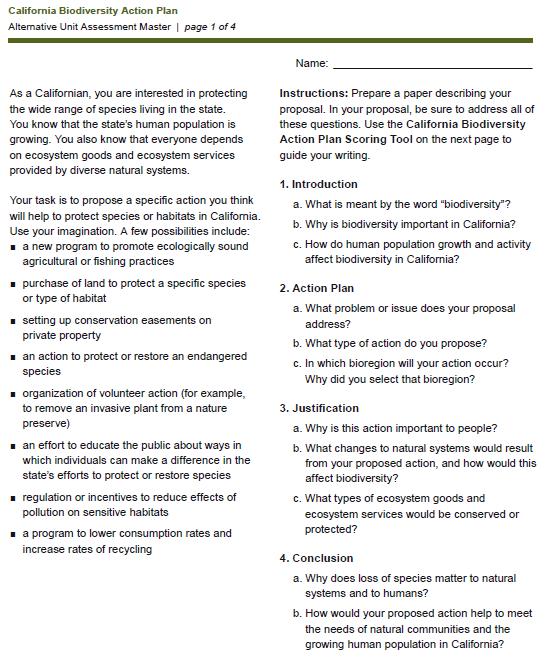 California Biodiversity Action Plan
Alternative Unit Assessment Master | page 1 of 4
Name: 
As a Californian, you are interested in protecting
the wide range of species living in the state.
You know that the state's human population is
growing. You also know that everyone depends
on ecosystem goods and ecosystem services
provided by diverse natural systems.
Your task is to propose a specific action you think
will help to protect species or habitats in California.
Use your imagination. A few possibilities include:
■ a new program to promote ecologically sound
agricultural or fishing practices
■ purchase of land to protect a specific species
or type of habitat
■ setting up conservation easements on
private property
■ an action to protect or restore an endangered
species
■ organization of volunteer action (for example,
to remove an invasive plant from a nature
preserve)
■ an effort to educate the public about ways in
which individuals can make a difference in the
state's efforts to protect or restore species
■ regulation or incentives to reduce effects of
pollution on sensitive habitats
■ a program to lower consumption rates and
increase rates of recycling
Instructions: Prepare a paper describing your
proposal. In your proposal, be sure to address all of
these questions. Use the California Biodiversity
Action Plan Scoring Tool on the next page to
guide your writing.
1. Introduction
a. What is meant by the word "biodiversity"?
b. Why is biodiversity important in California?
c. How do human population growth and activity
affect biodiversity in California?
2. Action Plan
a. What problem or issue does your proposal
address?
b. What type of action do you propose?
c. In which bioregion will your action occur?
Why did you select that bioregion?
3. Justification
a. Why is this action important to people?
b. What changes to natural systems would result
from your proposed action, and how would this
affect biodiversity?
c. What types of ecosystem goods and
ecosystem services would be conserved or
protected?
4. Conclusion
a. Why does loss of species matter to natural
systems and to humans?
b. How would your proposed action help to meet
the needs of natural communities and the
growing human population in California?